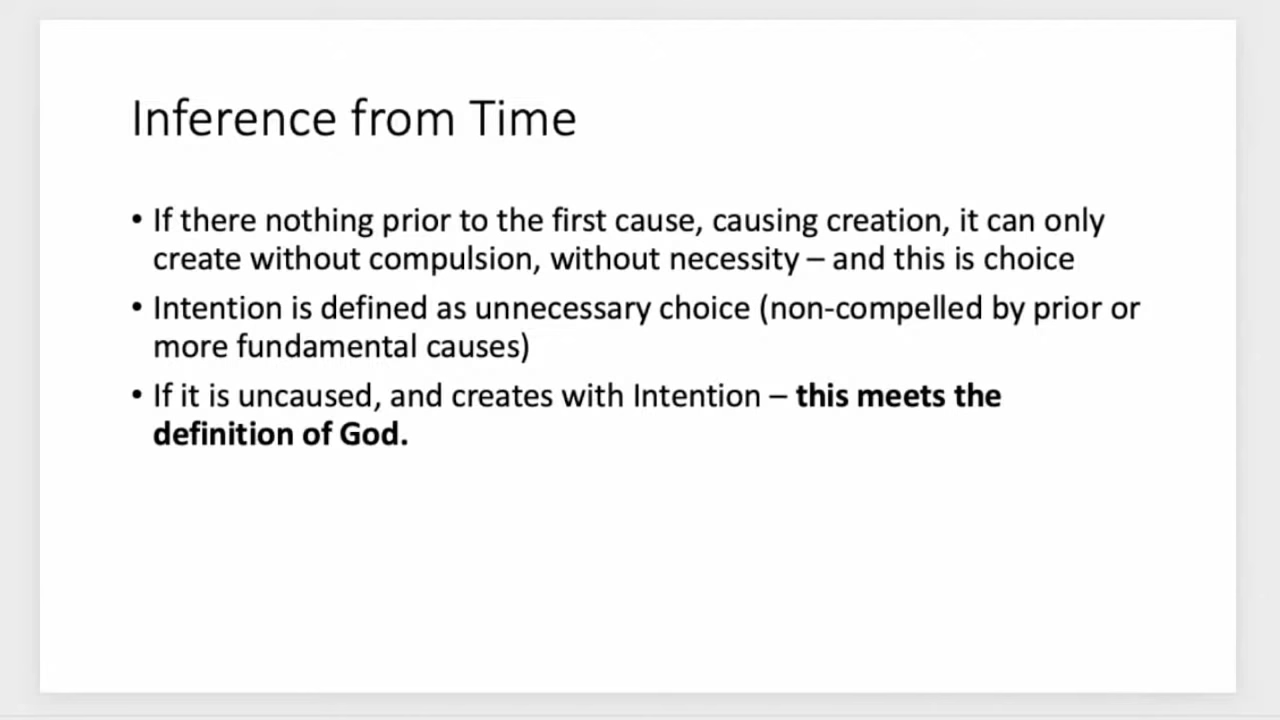 Inference from Time
• If there nothing prior to the first cause, causing creation, it can only
create without compulsion, without necessity – and this is choice
• Intention is defined as unnecessary choice (non-compelled by prior or
more fundamental causes)
• If it is uncaused, and creates with Intention – this meets the
definition of God.